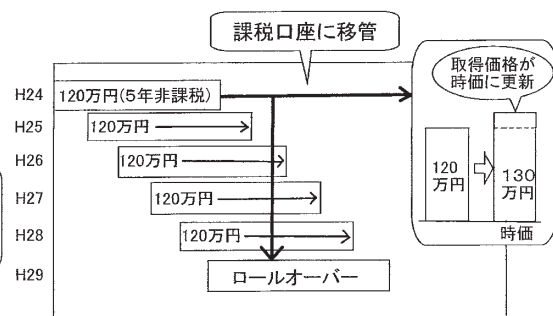 課税口座に移管
取得価格が
時価に更新
H24
120万円(5年非課税)
H25
120万円
H26
120万円
H27
120万円
H28
120万円
H29
ロールオーバー
120
万円
130
万円
時価